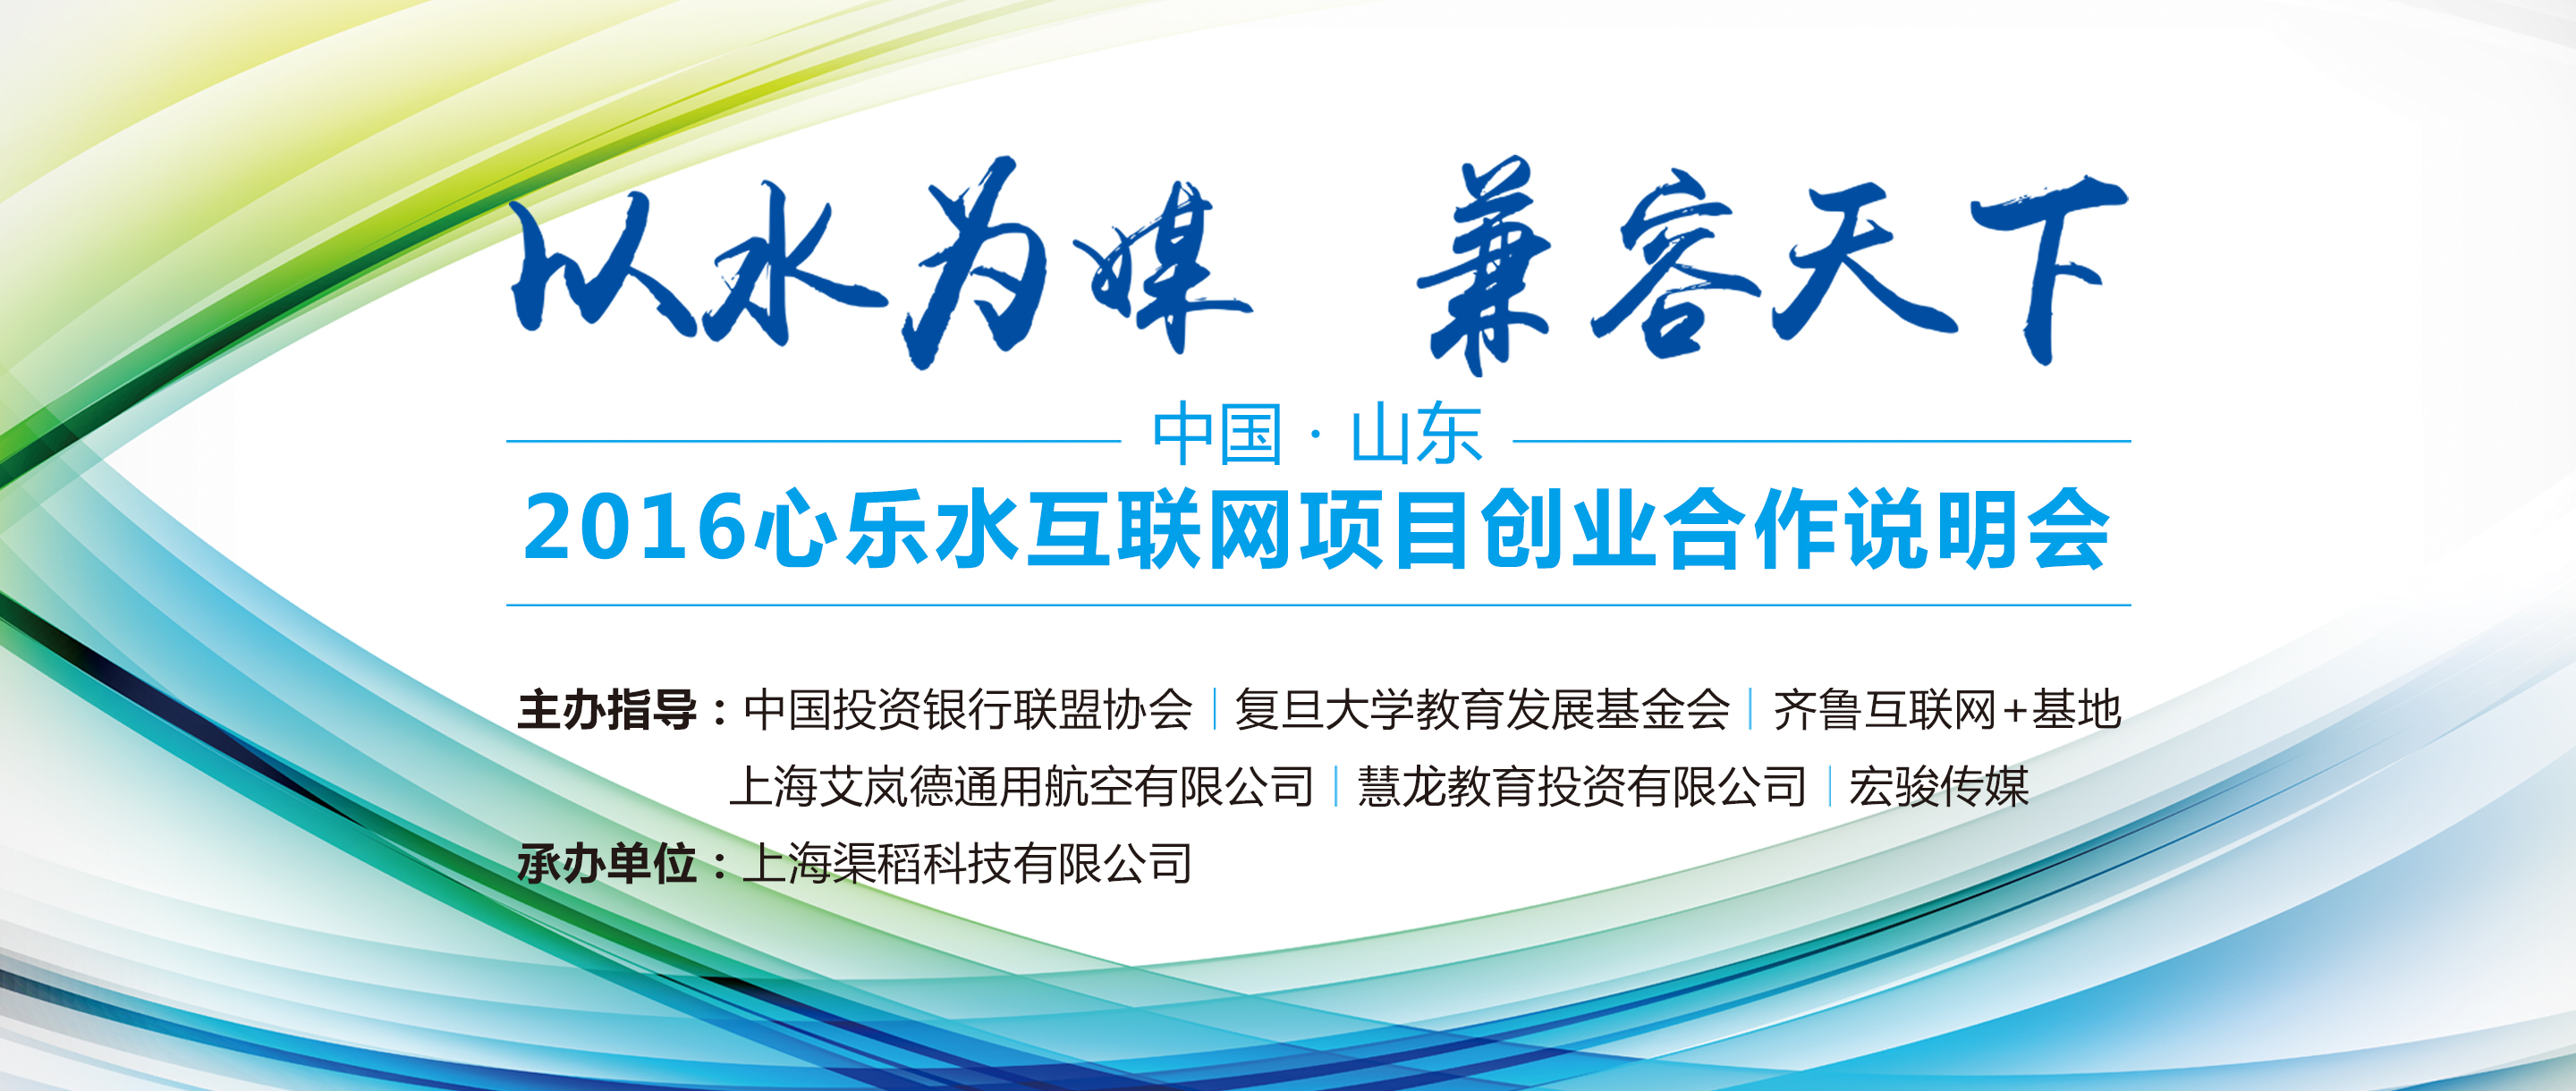 以水为媒 兼容天下
中国·山东
2016心乐水互联网项目创业合作说明会
主办指导：中国投资银行联盟协会｜复旦大学教育发展基金会｜齐鲁互联网+基地
上海艾岚德通用航空有限公司｜慧龙教育投资有限公司｜宏骏传媒
承办单位：上海渠稻科技有限公司